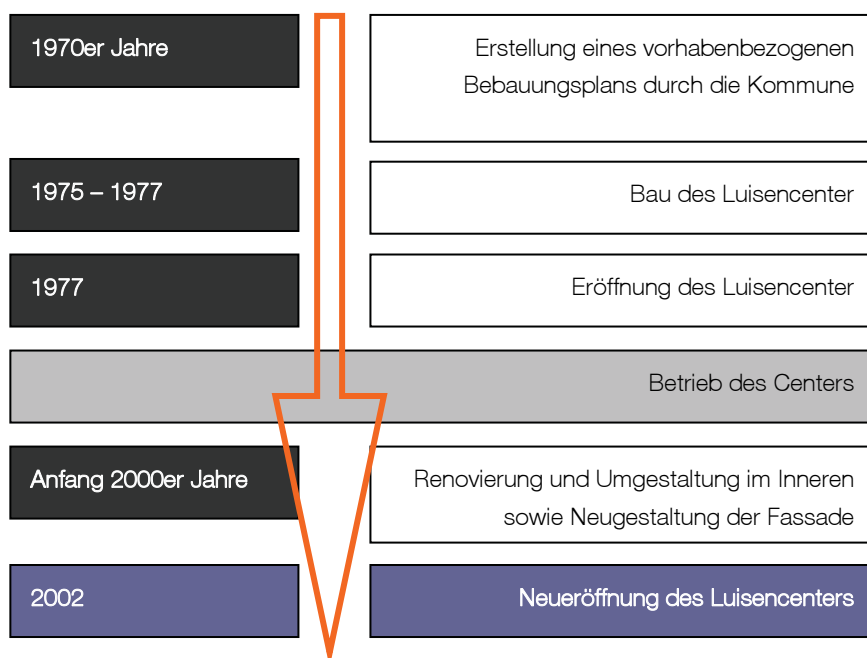 1970er Jahre
Erstellung eines vorhabenbezogenen
Bebauungsplans durch die Kommune
1975 – 1977
Bau des Luisencenter
1977
Eröffnung des Luisencenter
Betrieb des Centers
Anfang 2000er Jahre
Renovierung und Umgestaltung im Inneren
sowie Neugestaltung der Fassade
2002
Neueröffnung des Luisencenters